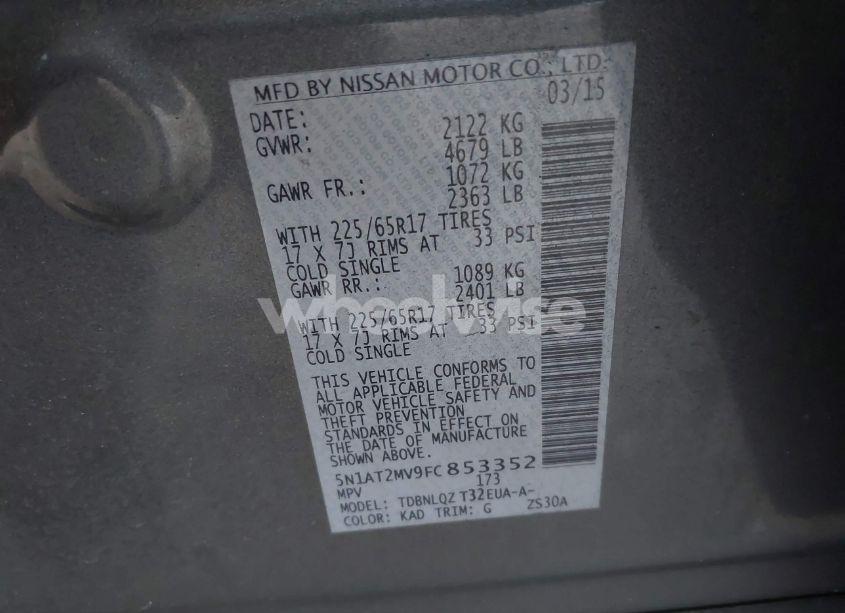 MFD BY NISSAN MOTOR CO., LTD.
DATE: 03/15
GVWR: 2122 KG
4679 LB
GAWR FR.: 1072 KG
2363 LB
WITH 225/65R17 TIRES
17 X 7J RIMS AT 33 PSI
COLD SINGLE
GAWR RR.: 1089 KG
2401 LB
WITH 225/65R17 TIRES
17 X 7J RIMS AT 33 PSI
COLD SINGLE
THIS VEHICLE CONFORMS TO
ALL APPLICABLE FEDERAL
MOTOR VEHICLE SAFETY AND
THEFT PREVENTION
STANDARDS IN EFFECT ON
THE DATE OF MANUFACTURE
SHOWN ABOVE.
5N1AT2MV9FC853352
MPV 173
MODEL: TDBNLQZ T32EUA-A-
COLOR: KAD TRIM: G ZS30A
wheelwise